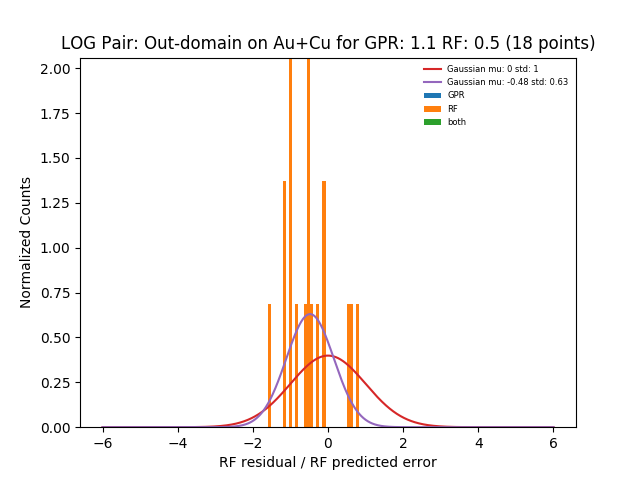 LOG Pair: Out-domain on Au+Cu for GPR: 1.1 RF: 0.5 (18 points)
Gaussian mu: 0 std: 1
Gaussian mu: -0.48 std: 0.63
GPR
RF
both
Normalized Counts
2.00
1.75
1.50
1.25
1.00
0.75
0.50
0.25
0.00
−6 −4 −2 0 2 4 6
RF residual / RF predicted error